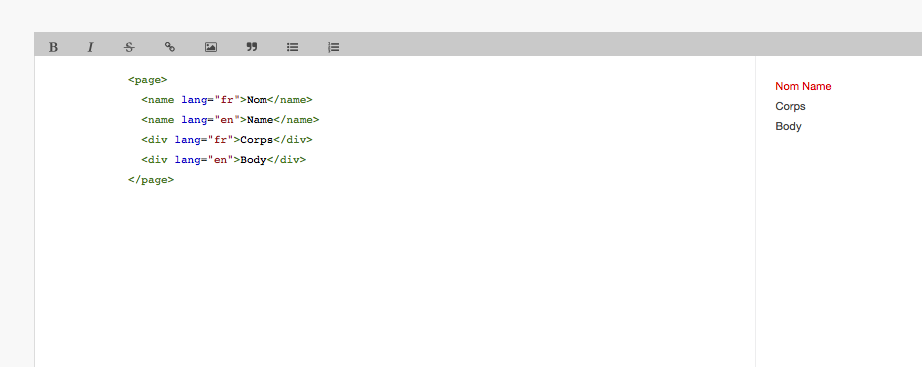 B I S
<page>
<name lang="fr">Nom</name>
<name lang="en">Name</name>
<div lang="fr">Corps</div>
<div lang="en">Body</div>
</page>
Nom Name
Corps
Body